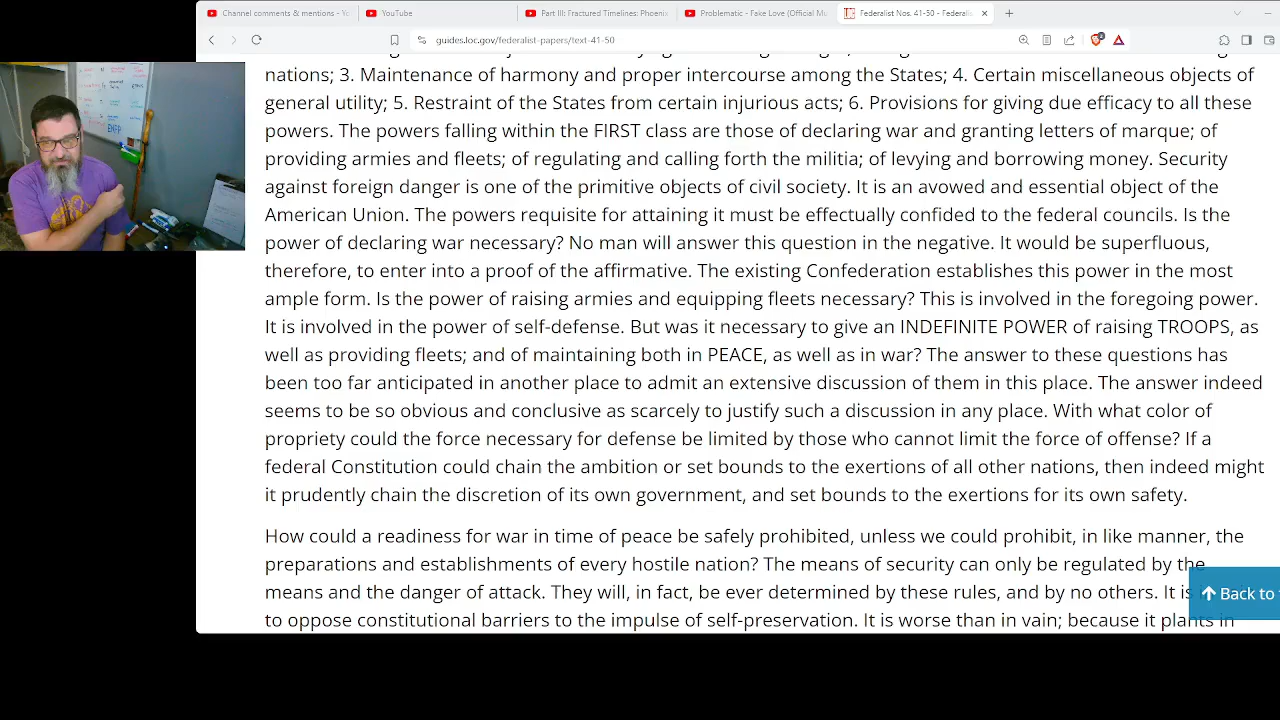 Channel comments & mentions - Yo
YouTube
Part III: Fractured Timelines: Phoeni
Problematic - Fake Love (Official Mu
Federalist Nos. 41-50 - Federali
guides.loc.gov/federalist-papers/text-41-50
nations; 3. Maintenance of harmony and proper intercourse among the States; 4. Certain miscellaneous objects of
general utility; 5. Restraint of the States from certain injurious acts; 6. Provisions for giving due efficacy to all these
powers. The powers falling within the FIRST class are those of declaring war and granting letters of marque; of
providing armies and fleets; of regulating and calling forth the militia; of levying and borrowing money. Security
against foreign danger is one of the primitive objects of civil society. It is an avowed and essential object of the
American Union. The powers requisite for attaining it must be effectually confided to the federal councils. Is the
power of declaring war necessary? No man will answer this question in the negative. It would be superfluous,
therefore, to enter into a proof of the affirmative. The existing Confederation establishes this power in the most
ample form. Is the power of raising armies and equipping fleets necessary? This is involved in the foregoing power.
It is involved in the power of self-defense. But was it necessary to give an INDEFINITE POWER of raising TROOPS, as
well as providing fleets; and of maintaining both in PEACE, as well as in war? The answer to these questions has
been too far anticipated in another place to admit an extensive discussion of them in this place. The answer indeed
seems to be so obvious and conclusive as scarcely to justify such a discussion in any place. With what color of
propriety could the force necessary for defense be limited by those who cannot limit the force of offense? If a
federal Constitution could chain the ambition or set bounds to the exertions of all other nations, then indeed might
it prudently chain the discretion of its own government, and set bounds to the exertions for its own safety.
How could a readiness for war in time of peace be safely prohibited, unless we could prohibit, in like manner, the
preparations and establishments of every hostile nation? The means of security can only be regulated by the
means and the danger of attack. They will, in fact, be ever determined by these rules, and by no others. It is
Back to
to oppose constitutional barriers to the impulse of self-preservation. It is worse than in vain; because it plants in